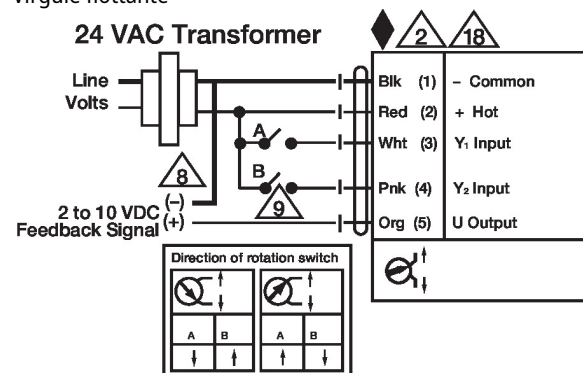 Virgule flottante
24 VAC Transformer
2
18
Line
Volts
Blk (1) – Common
Red (2) + Hot
A
Wht (3) Y₁ Input
B
Pnk (4) Y₂ Input
8
9
2 to 10 VDC (–)
Feedback Signal (+)
Org (5) U Output
Direction of rotation switch
A B A B